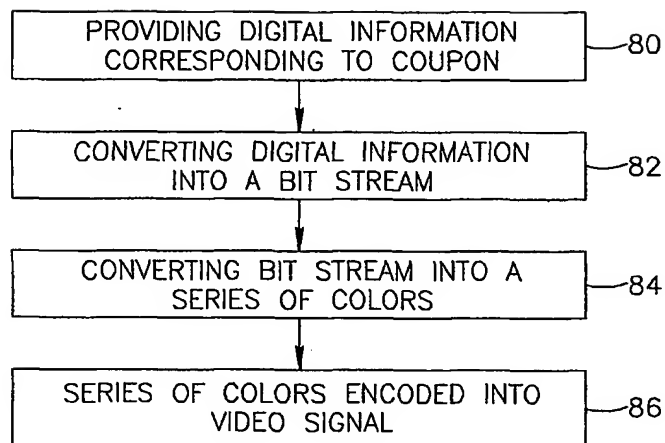 PROVIDING DIGITAL INFORMATION
CORRESPONDING TO COUPON
80
CONVERTING DIGITAL INFORMATION
INTO A BIT STREAM
82
CONVERTING BIT STREAM INTO A
SERIES OF COLORS
84
SERIES OF COLORS ENCODED INTO
VIDEO SIGNAL
86